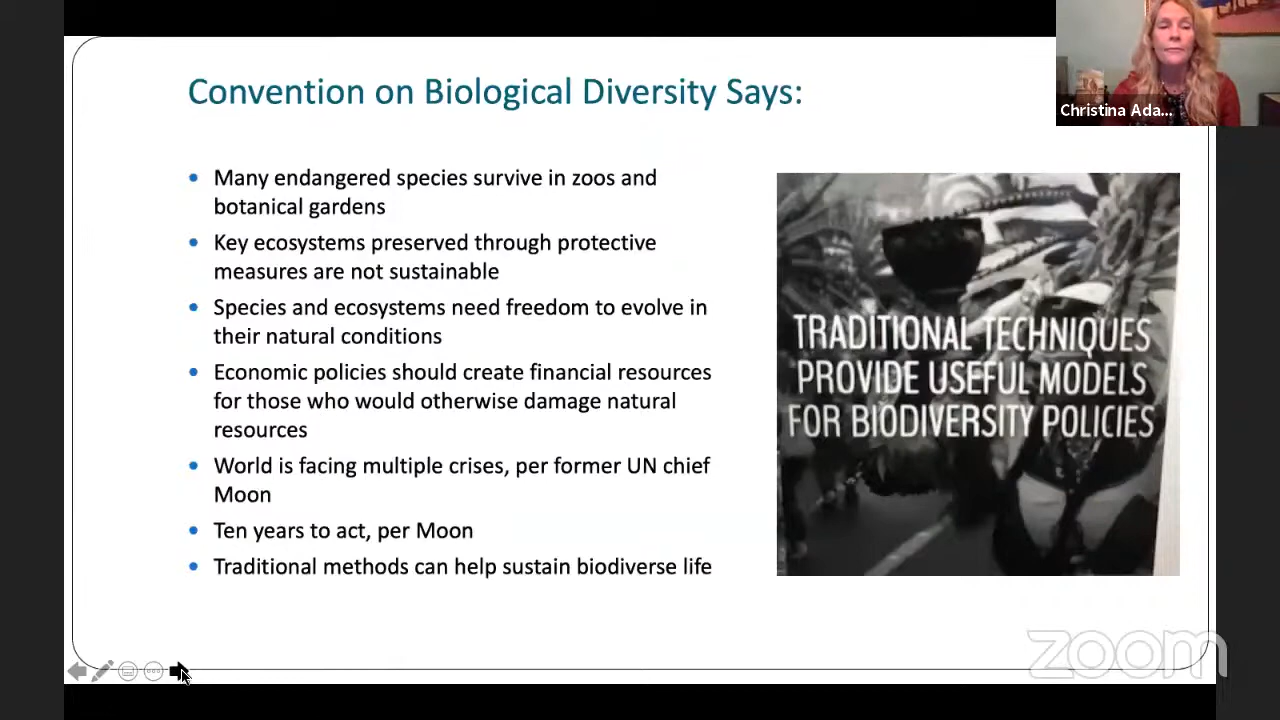 Convention on Biological Diversity Says:
Christina Ada...
Many endangered species survive in zoos and
botanical gardens
Key ecosystems preserved through protective
measures are not sustainable
Species and ecosystems need freedom to evolve in
their natural conditions
Economic policies should create financial resources
for those who would otherwise damage natural
resources
World is facing multiple crises, per former UN chief
Moon
Ten years to act, per Moon
Traditional methods can help sustain biodiverse life
TRADITIONAL TECHNIQUES
PROVIDE USEFUL MODELS
FOR BIODIVERSITY POLICIES
zoom